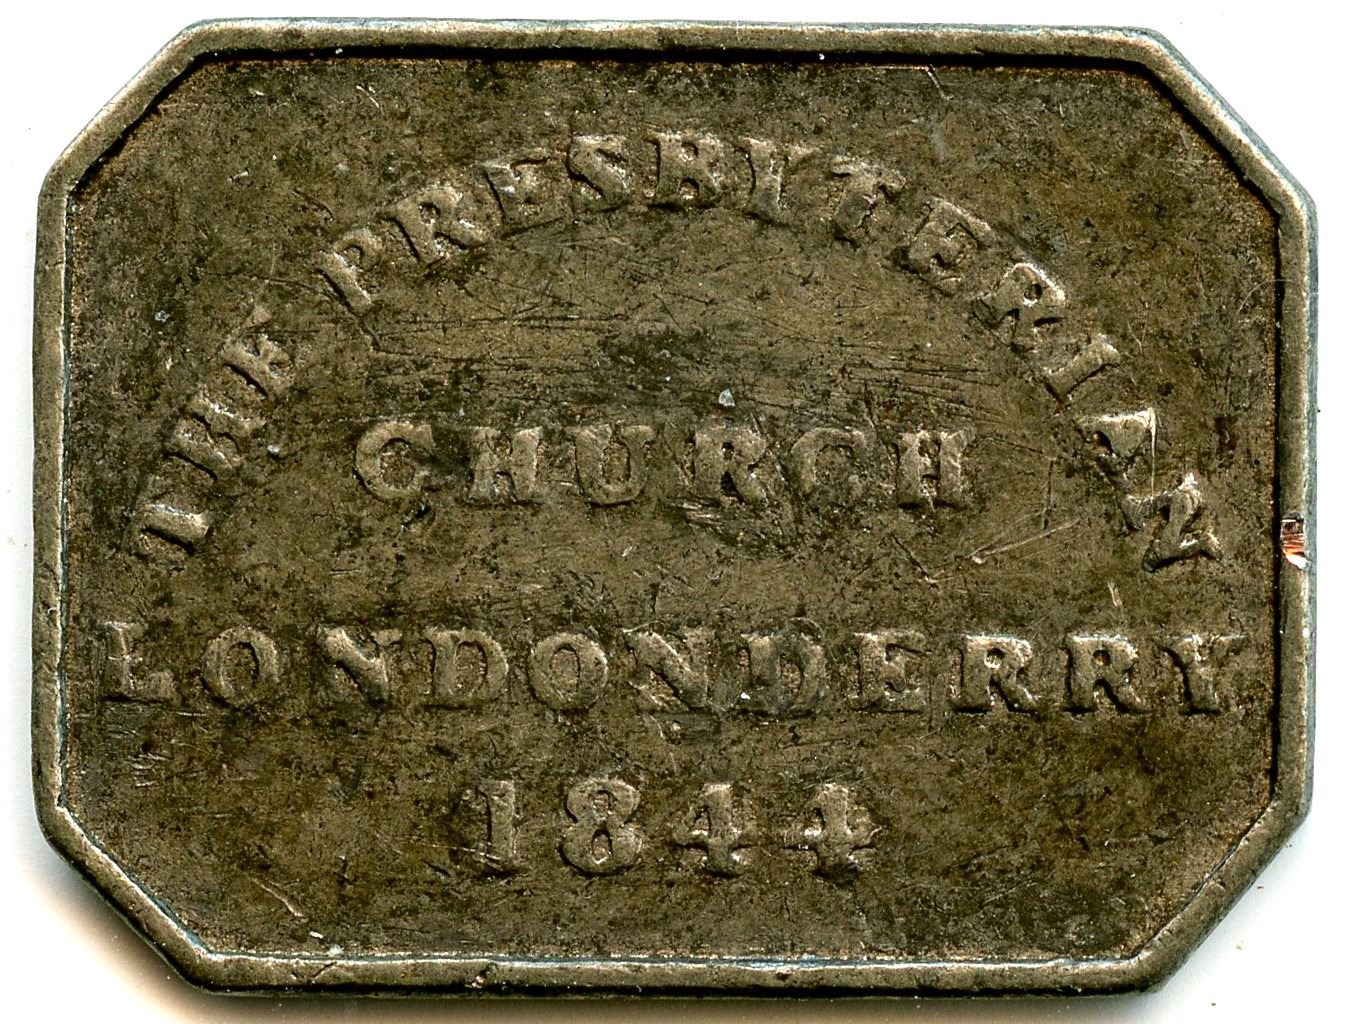 THE PRESBYTERIAN
CHURCH
LONDONDERRY
1844